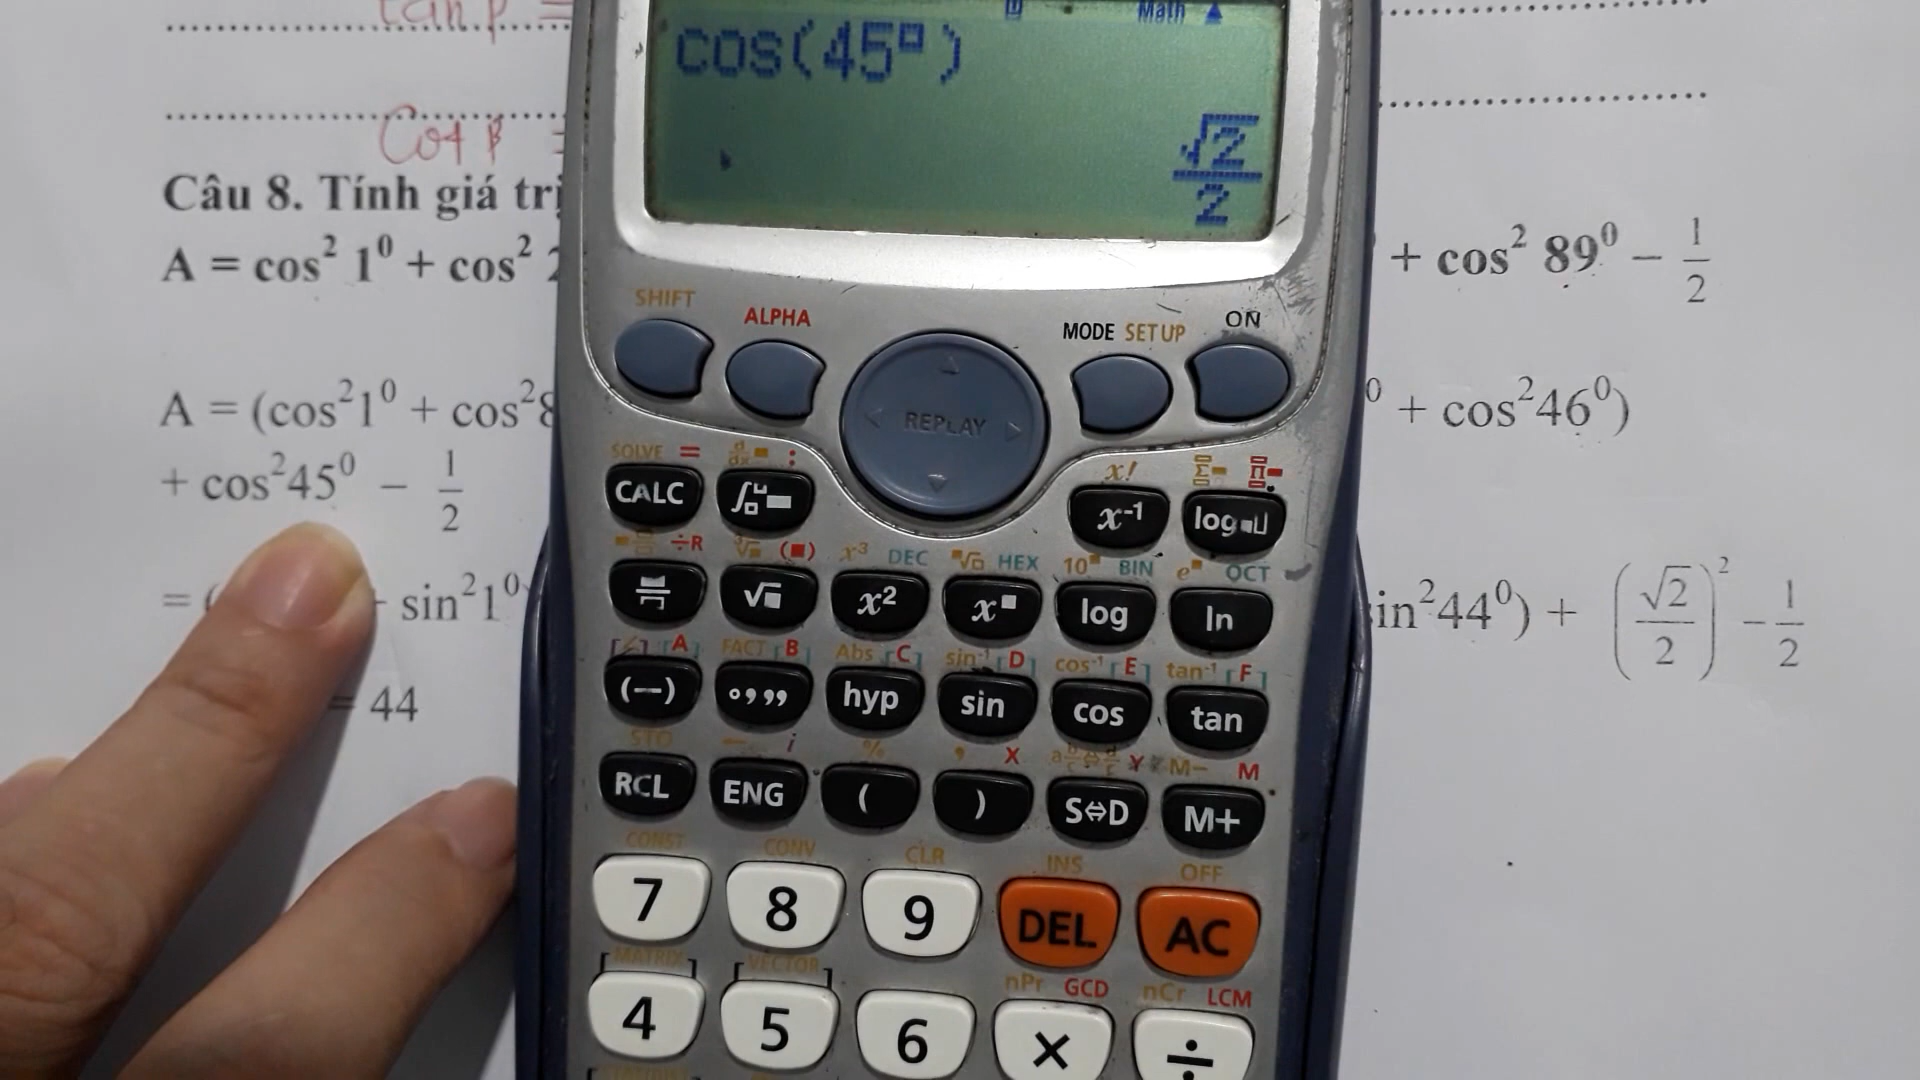 tan β =
Cot β =
Câu 8. Tính giá trị
A = cos² 1⁰ + cos² + cos² 89⁰ − 1/2
A = (cos²1⁰ + cos²8 ⁰ + cos²46⁰)
+ cos²45⁰ − 1/2
= ( sin²1⁰ in²44⁰) + (√2/2)² − 1/2
= 44
Math ▲
cos(45°)
√2/2
SHIFT ALPHA MODE SETUP ON
REPLAY
SOLVE = d/dx : x! Σ Π
CALC ∫ x⁻¹ log
÷R ³√ x³ DEC √ HEX 10 BIN e OCT
√ x² x log ln
∠ A FACT B Abs C sin⁻¹ D cos⁻¹ E tan⁻¹ F
(−) ° , ,, hyp sin cos tan
STO ← i % , X a b/c⇔d/c Y M− M
RCL ENG ( ) S⇔D M+
CONST CONV CLR INS OFF
7 8 9 DEL AC
MATRIX VECTOR nPr GCD nCr LCM
4 5 6 × ÷